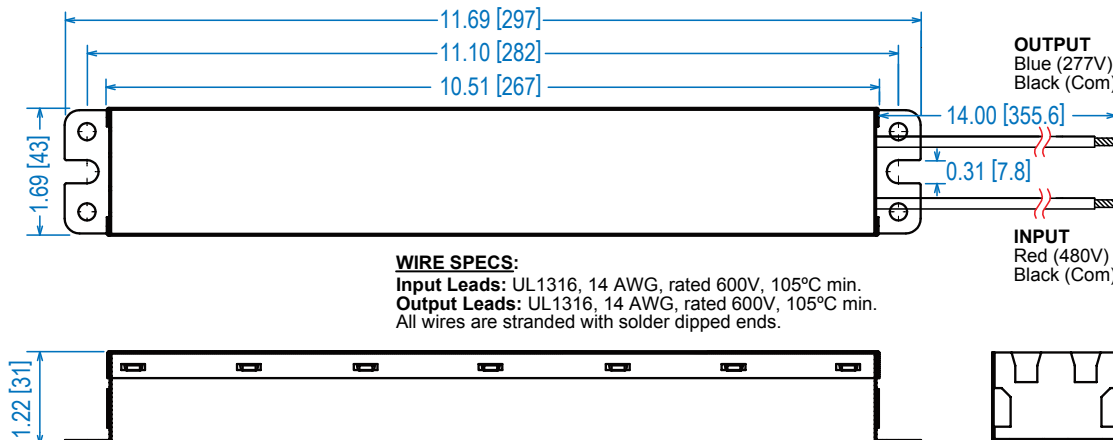 11.69 [297]
11.10 [282]
10.51 [267]
OUTPUT
Blue (277V)
Black (Com)
14.00 [355.6]
1.69 [43]
0.31 [7.8]
INPUT
Red (480V)
Black (Com)
WIRE SPECS:
Input Leads: UL1316, 14 AWG, rated 600V, 105ºC min.
Output Leads: UL1316, 14 AWG, rated 600V, 105ºC min.
All wires are stranded with solder dipped ends.
1.22 [31]